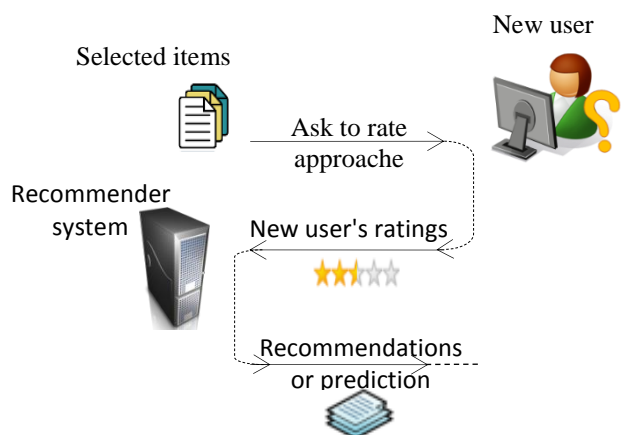 New user
Selected items
Ask to rate
approache
Recommender
system
New user's ratings
Recommendations
or prediction